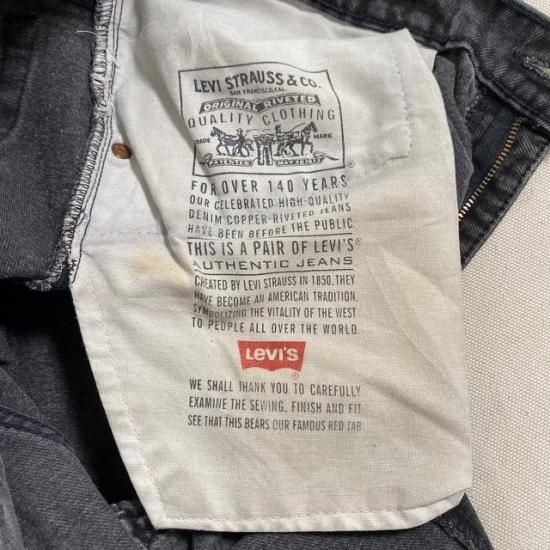 LEVI STRAUSS & CO.
SAN FRANCISCO, CAL.
ORIGINAL RIVETED
QUALITY CLOTHING
TRADE MARK
PATENTED MAY 20 1873
®
FOR OVER 140 YEARS
OUR CELEBRATED HIGH-QUALITY
DENIM COPPER-RIVETED JEANS
HAVE BEEN BEFORE THE PUBLIC.
THIS IS A PAIR OF LEVI'S®
AUTHENTIC JEANS
CREATED BY LEVI STRAUSS IN 1850, THEY
HAVE BECOME AN AMERICAN TRADITION,
SYMBOLIZING THE VITALITY OF THE WEST
TO PEOPLE ALL OVER THE WORLD.
LEVI'S
®
WE SHALL THANK YOU TO CAREFULLY
EXAMINE THE SEWING, FINISH AND FIT
SEE THAT THIS BEARS OUR FAMOUS RED TAB